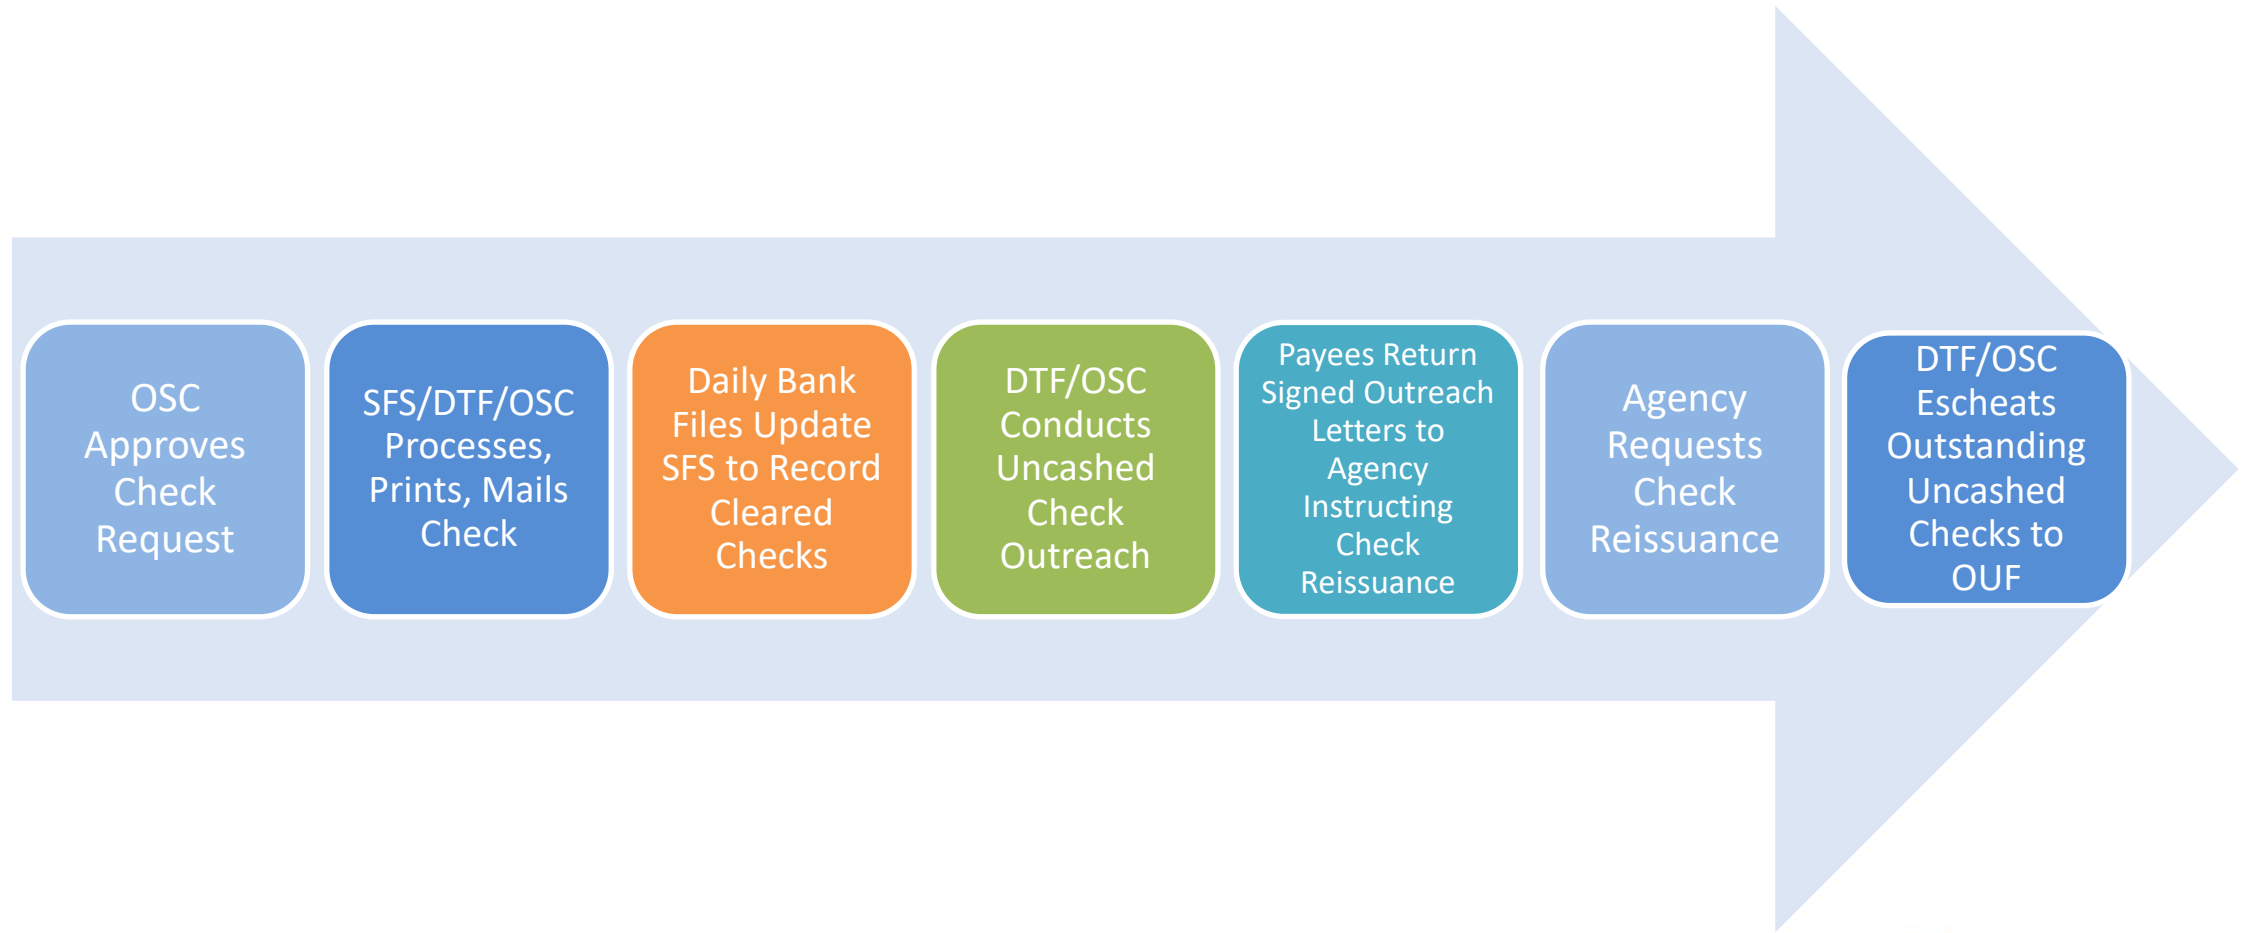 OSC
Approves
Check
Request
SFS/DTF/OSC
Processes,
Prints, Mails
Check
Daily Bank
Files Update
SFS to Record
Cleared
Checks
DTF/OSC
Conducts
Uncashed
Check
Outreach
Payees Return
Signed Outreach
Letters to
Agency
Instructing
Check
Reissuance
Agency
Requests
Check
Reissuance
DTF/OSC
Escheats
Outstanding
Uncashed
Checks to
OUF